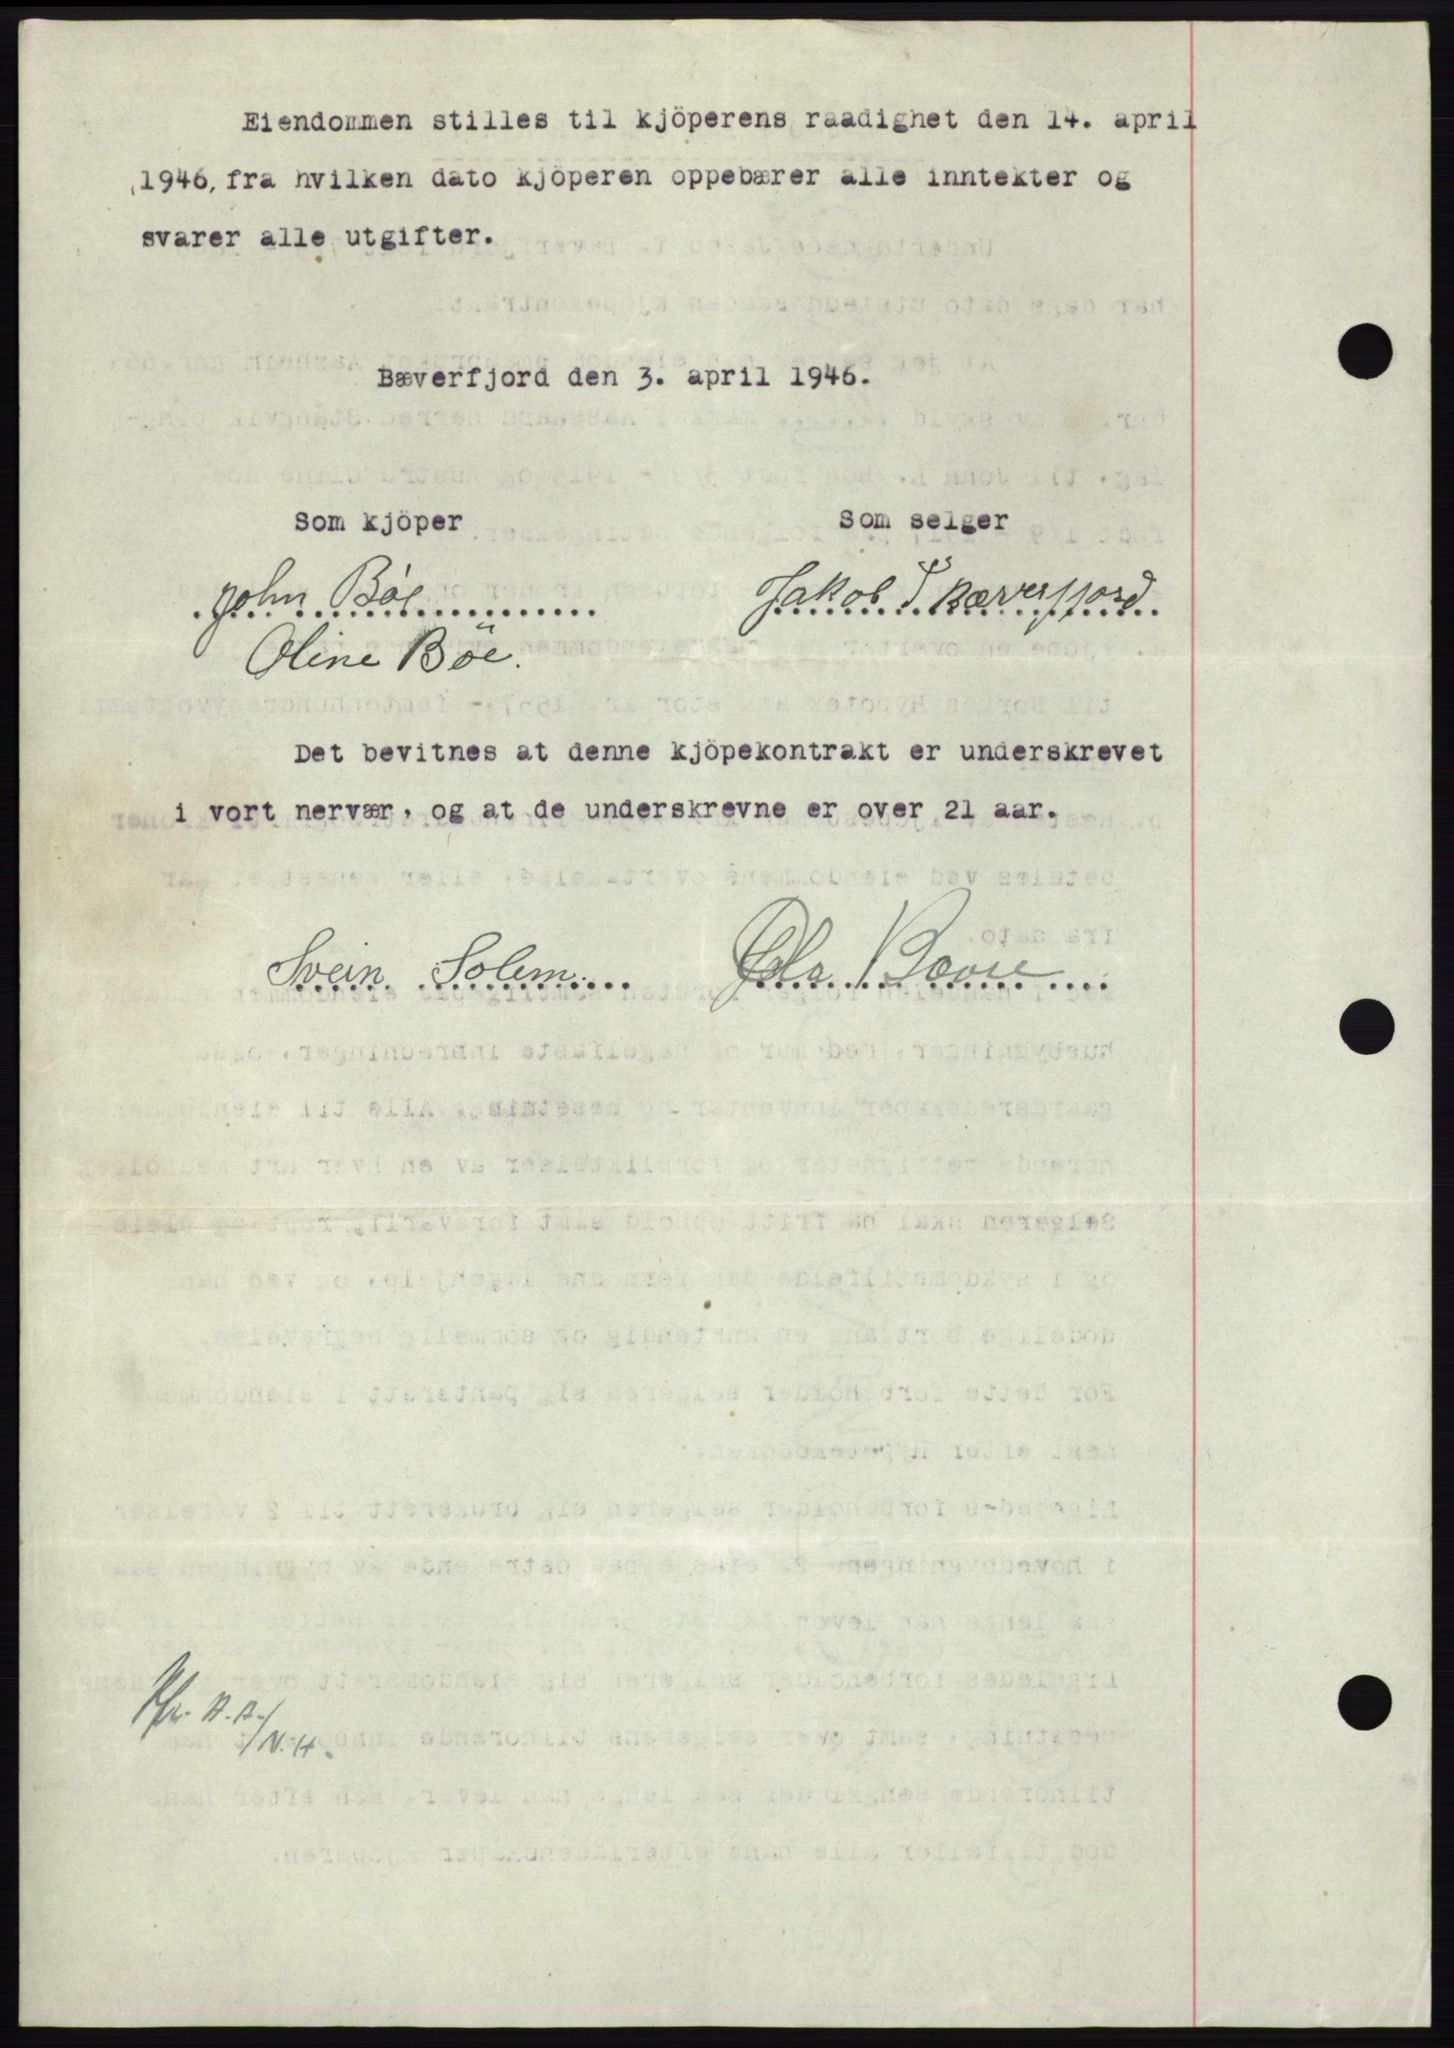 Eiendommen stilles til kjöperens raadighet den 14. april
1946, fra hvilken dato kjöperen oppebærer alle inntekter og
svarer alle utgifter.
Bæverfjord den 3. april 1946.
Som kjöper Som selger
John Böe Jakob T Bæverfjord
Oline Böe.
Det bevitnes at denne kjöpekontrakt er underskrevet
i vort nervær, og at de underskrevne er over 21 aar.
Svein Solem. Ola Bævre